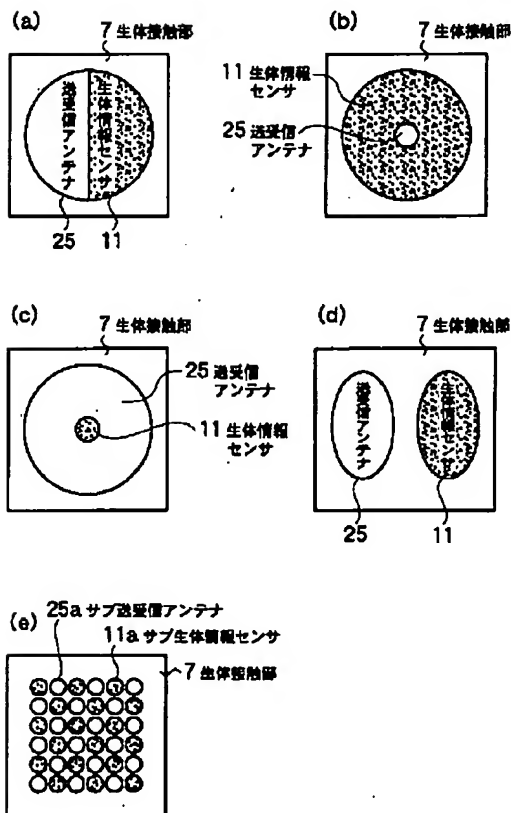 (a)
7 生体接触部
送受信アンテナ
生体情報センサ
25
11
(b)
7 生体接触部
11 生体情報
センサ
25 送受信
アンテナ
(c)
7 生体接触部
25 送受信
アンテナ
11 生体情報
センサ
(d)
7 生体接触部
送受信アンテナ
生体情報センサ
25
11
(e)
25a サブ送受信アンテナ
11a サブ生体情報センサ
7 生体接触部